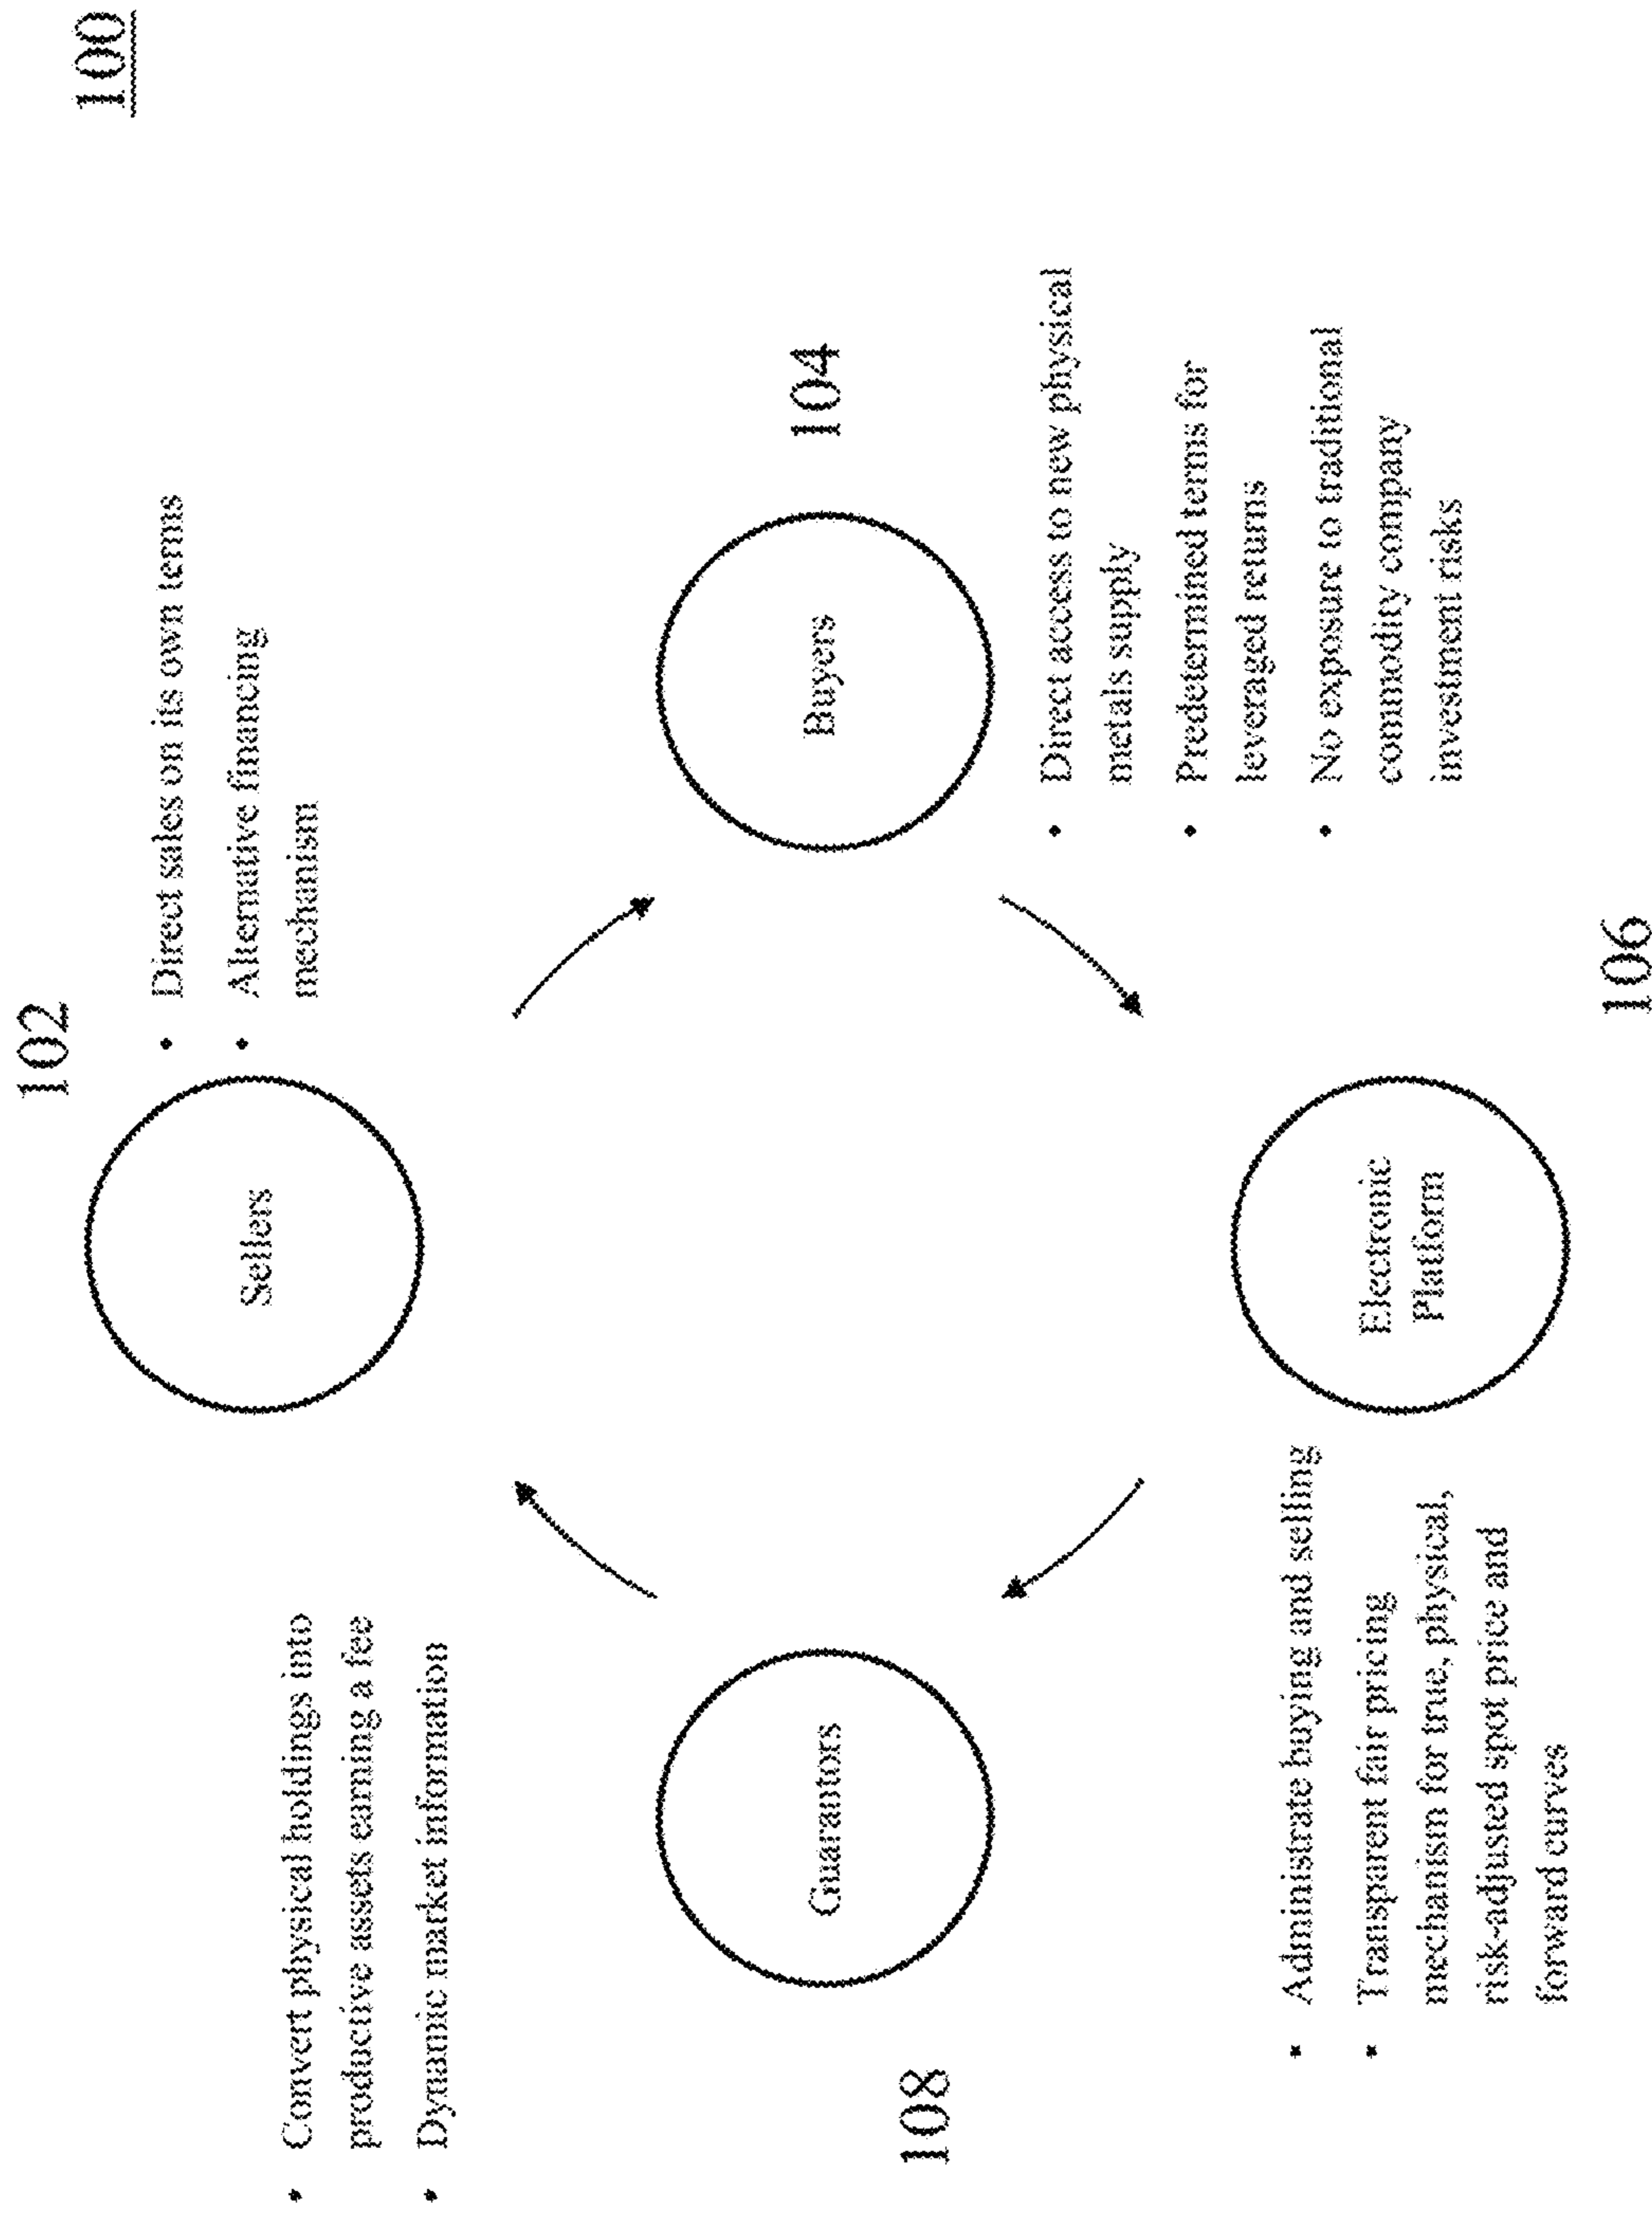 100
102
Sellers
• Direct sales on its own terms
• Alternative financing
mechanism
104
Buyers
• Direct access to new physical
metals supply
• Predetermined terms for
leveraged returns
• No exposure to traditional
commodity company
investment risks
106
Electronic
Platform
• Administrate buying and selling
• Transparent fair pricing
mechanism for true, physical,
risk-adjusted spot price and
forward curves
108
Guarantors
• Convert physical holdings into
productive assets earning a fee
• Dynamic market information